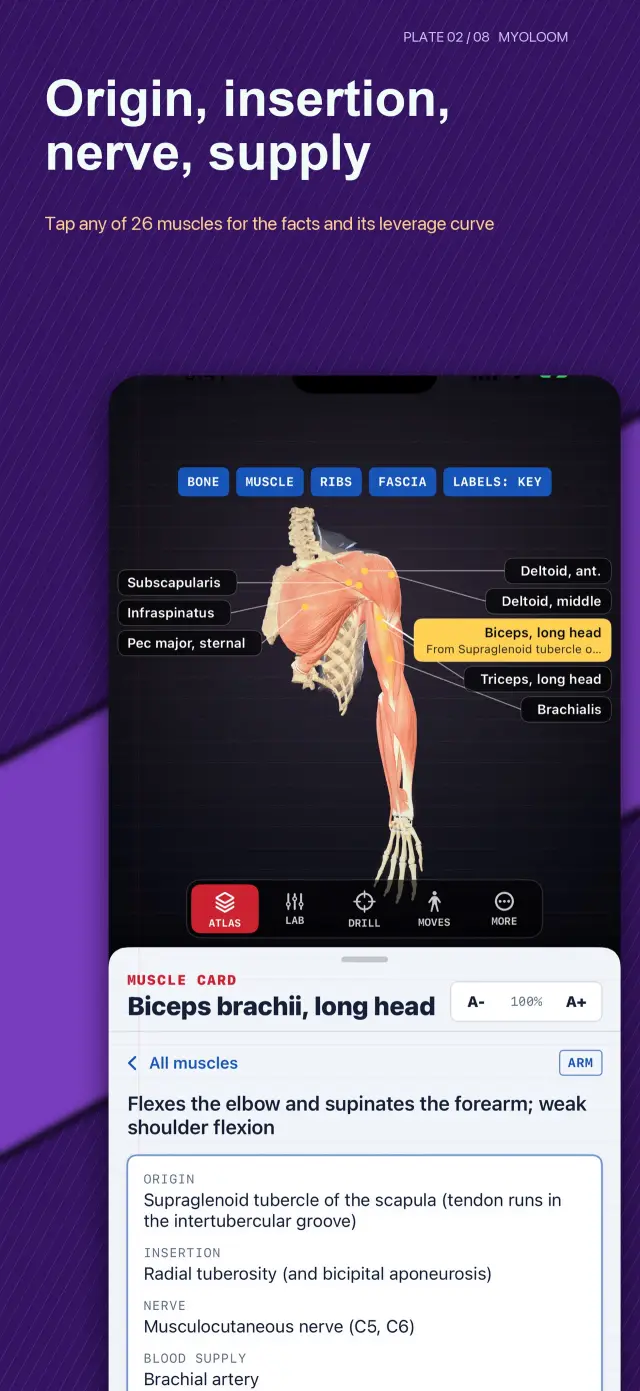 PLATE 02 / 08 MYOLOOM
Origin, insertion,
nerve, supply
Tap any of 26 muscles for the facts and its leverage curve
BONE
MUSCLE
RIBS
FASCIA
LABELS: KEY
Subscapularis
Infraspinatus
Pec major, sternal
Deltoid, ant.
Deltoid, middle
Biceps, long head
From Supraglenoid tubercle o...
Triceps, long head
Brachialis
ATLAS
LAB
DRILL
MOVES
MORE
MUSCLE CARD
Biceps brachii, long head
A-
100%
A+
All muscles
ARM
Flexes the elbow and supinates the forearm; weak
shoulder flexion
ORIGIN
Supraglenoid tubercle of the scapula (tendon runs in
the intertubercular groove)
INSERTION
Radial tuberosity (and bicipital aponeurosis)
NERVE
Musculocutaneous nerve (C5, C6)
BLOOD SUPPLY
Brachial artery